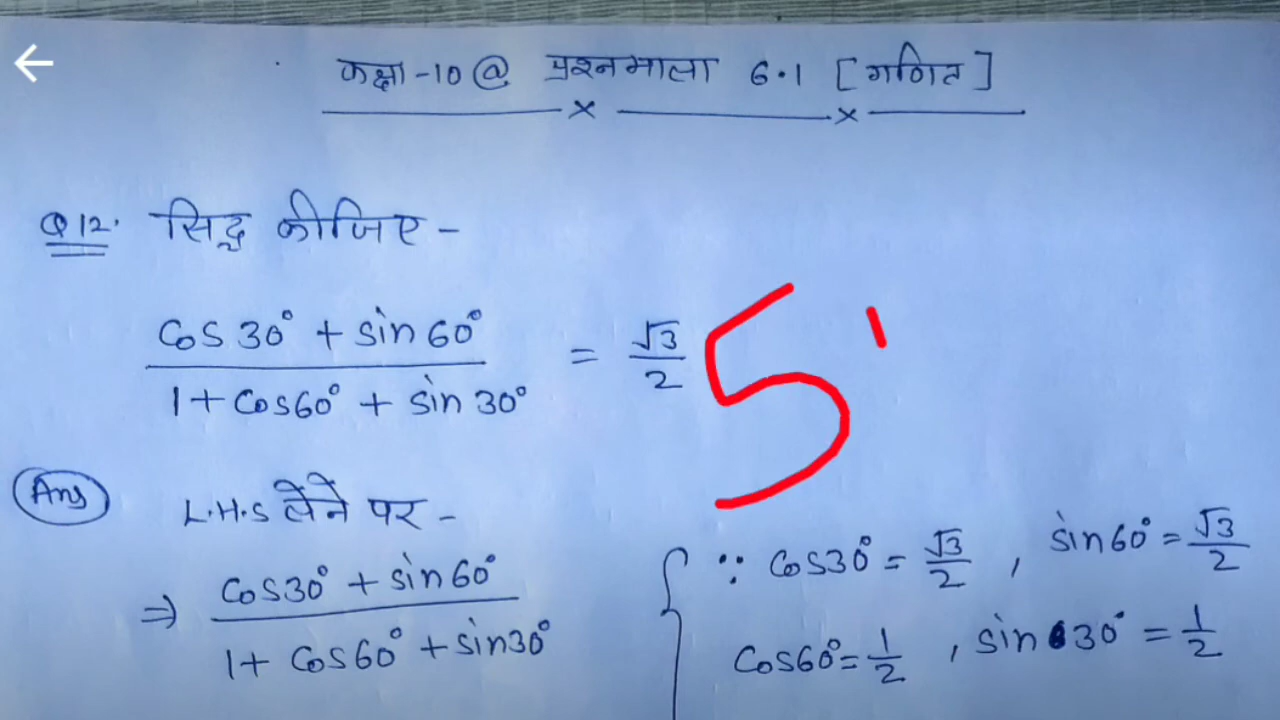 कक्षा -10 @ प्रश्नमाला 6.1 [गणित]
Q12. सिद्ध कीजिए -
cos 30° + sin 60° / 1 + cos 60° + sin 30° = √3 / 2
5'
Ans L.H.S लेने पर -
⇒ cos 30° + sin 60° / 1 + cos 60° + sin 30°
{ ∵ cos 30° = √3 / 2 , sin 60° = √3 / 2
cos 60° = 1 / 2 , sin 30° = 1 / 2